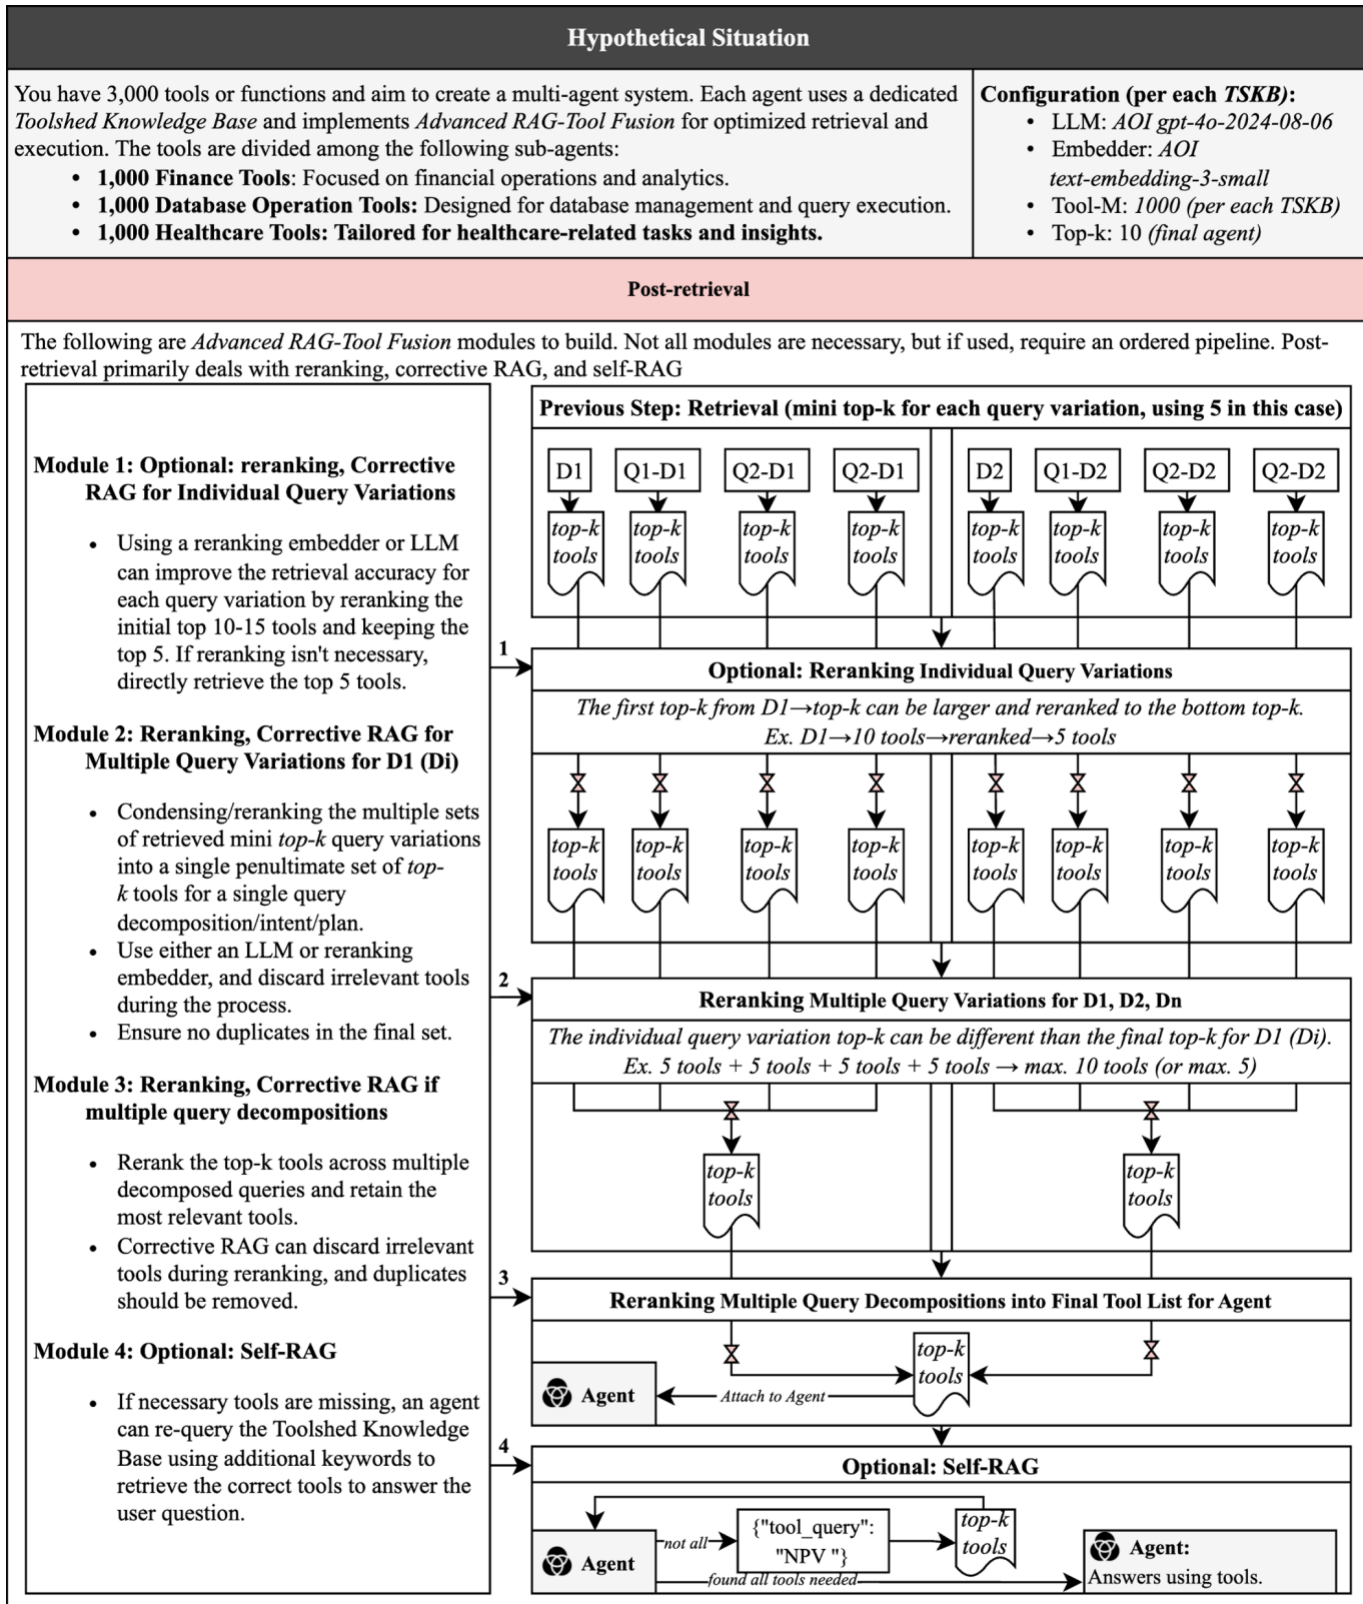 Hypothetical Situation
You have 3,000 tools or functions and aim to create a multi-agent system. Each agent uses a dedicated
Toolshed Knowledge Base and implements Advanced RAG-Tool Fusion for optimized retrieval and
execution. The tools are divided among the following sub-agents:
• 1,000 Finance Tools: Focused on financial operations and analytics.
• 1,000 Database Operation Tools: Designed for database management and query execution.
• 1,000 Healthcare Tools: Tailored for healthcare-related tasks and insights.
Configuration (per each TSKB):
• LLM: AOI gpt-4o-2024-08-06
• Embedder: AOI
text-embedding-3-small
• Tool-M: 1000 (per each TSKB)
• Top-k: 10 (final agent)
Post-retrieval
The following are Advanced RAG-Tool Fusion modules to build. Not all modules are necessary, but if used, require an ordered pipeline. Post-
retrieval primarily deals with reranking, corrective RAG, and self-RAG
Module 1: Optional: reranking, Corrective
RAG for Individual Query Variations
• Using a reranking embedder or LLM
can improve the retrieval accuracy for
each query variation by reranking the
initial top 10-15 tools and keeping the
top 5. If reranking isn't necessary,
directly retrieve the top 5 tools.
Module 2: Reranking, Corrective RAG for
Multiple Query Variations for D1 (Di)
• Condensing/reranking the multiple sets
of retrieved mini top-k query variations
into a single penultimate set of top-
k tools for a single query
decomposition/intent/plan.
• Use either an LLM or reranking
embedder, and discard irrelevant tools
during the process.
• Ensure no duplicates in the final set.
Module 3: Reranking, Corrective RAG if
multiple query decompositions
• Rerank the top-k tools across multiple
decomposed queries and retain the
most relevant tools.
• Corrective RAG can discard irrelevant
tools during reranking, and duplicates
should be removed.
Module 4: Optional: Self-RAG
• If necessary tools are missing, an agent
can re-query the Toolshed Knowledge
Base using additional keywords to
retrieve the correct tools to answer the
user question.
Previous Step: Retrieval (mini top-k for each query variation, using 5 in this case)
D1 Q1-D1 Q2-D1 Q2-D1 D2 Q1-D2 Q2-D2 Q2-D2
top-k top-k top-k top-k top-k top-k top-k top-k
tools tools tools tools tools tools tools tools
1
Optional: Reranking Individual Query Variations
The first top-k from D1→top-k can be larger and reranked to the bottom top-k.
Ex. D1→10 tools→reranked→5 tools
top-k top-k top-k top-k top-k top-k top-k top-k
tools tools tools tools tools tools tools tools
2
Reranking Multiple Query Variations for D1, D2, Dn
The individual query variation top-k can be different than the final top-k for D1 (Di).
Ex. 5 tools + 5 tools + 5 tools + 5 tools → max. 10 tools (or max. 5)
top-k top-k
tools tools
3
Reranking Multiple Query Decompositions into Final Tool List for Agent
top-k
tools
Agent
Attach to Agent
4
Optional: Self-RAG
Agent
not all
{"tool_query":
"NPV "}
top-k
tools
found all tools needed
Agent:
Answers using tools.